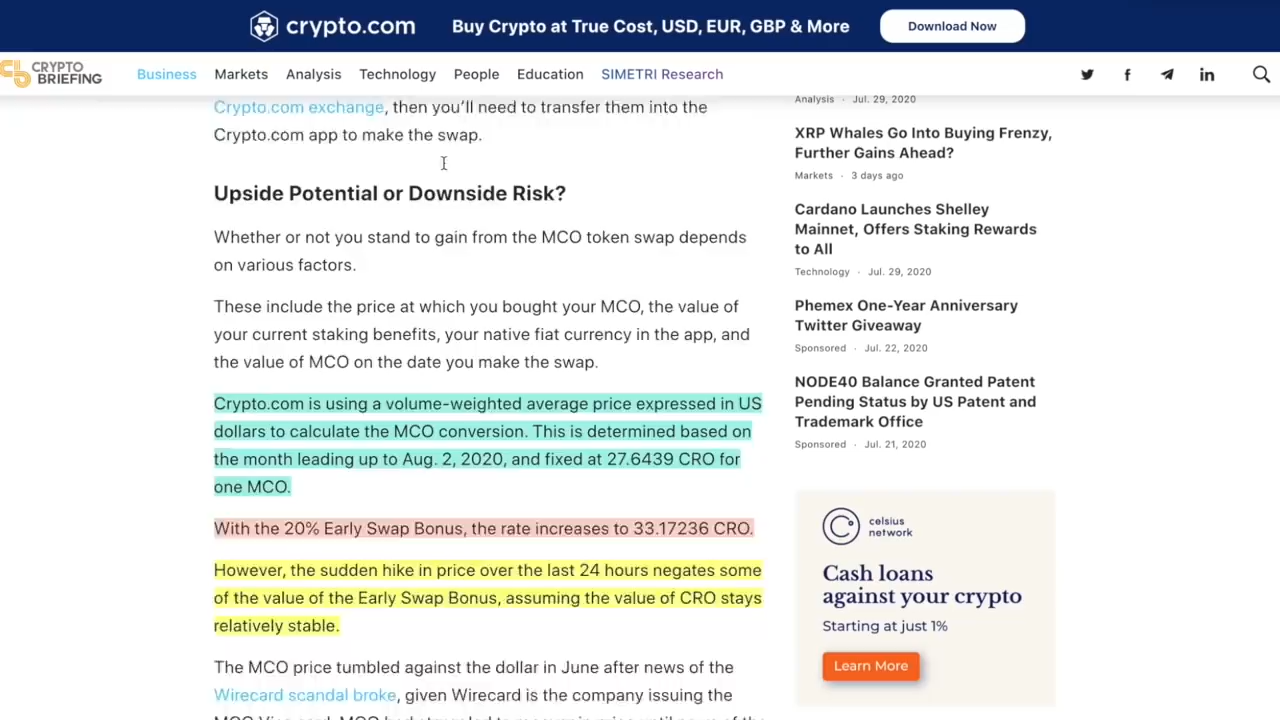 crypto.com
Buy Crypto at True Cost, USD, EUR, GBP & More
Download Now
CRYPTO
BRIEFING
Business
Markets
Analysis
Technology
People
Education
SIMETRI Research
Crypto.com exchange, then you’ll need to transfer them into the
Crypto.com app to make the swap.
Upside Potential or Downside Risk?
Whether or not you stand to gain from the MCO token swap depends
on various factors.
These include the price at which you bought your MCO, the value of
your current staking benefits, your native fiat currency in the app, and
the value of MCO on the date you make the swap.
Crypto.com is using a volume-weighted average price expressed in US
dollars to calculate the MCO conversion. This is determined based on
the month leading up to Aug. 2, 2020, and fixed at 27.6439 CRO for
one MCO.
With the 20% Early Swap Bonus, the rate increases to 33.17236 CRO.
However, the sudden hike in price over the last 24 hours negates some
of the value of the Early Swap Bonus, assuming the value of CRO stays
relatively stable.
The MCO price tumbled against the dollar in June after news of the
Wirecard scandal broke, given Wirecard is the company issuing the
Analysis · Jul. 29, 2020
XRP Whales Go Into Buying Frenzy,
Further Gains Ahead?
Markets · 3 days ago
Cardano Launches Shelley
Mainnet, Offers Staking Rewards
to All
Technology · Jul. 29, 2020
Phemex One-Year Anniversary
Twitter Giveaway
Sponsored · Jul. 22, 2020
NODE40 Balance Granted Patent
Pending Status by US Patent and
Trademark Office
Sponsored · Jul. 21, 2020
celsius
network
Cash loans
against your crypto
Starting at just 1%
Learn More